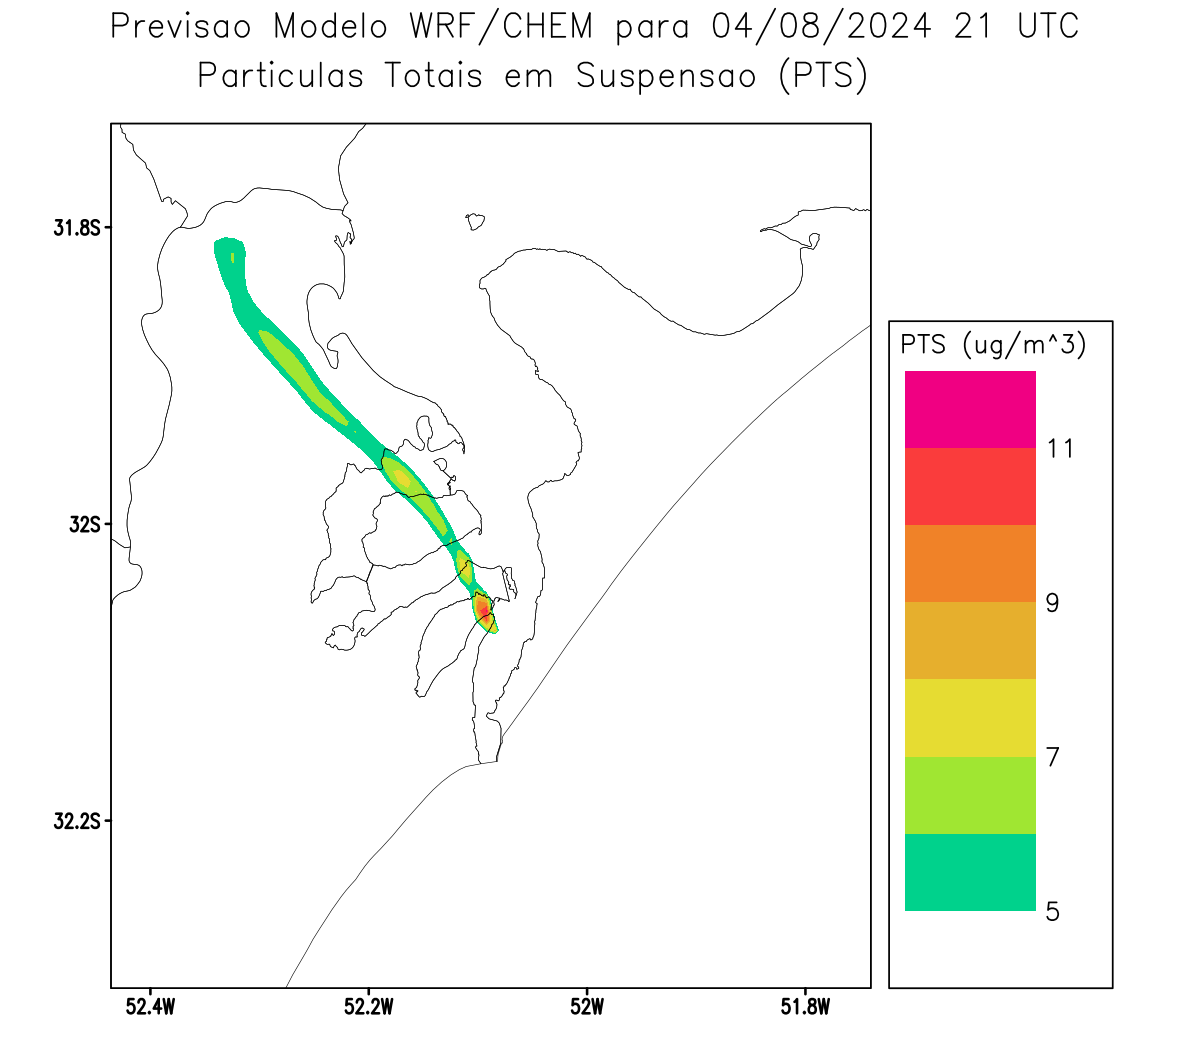 Previsao Modelo WRF/CHEM para 04/08/2024 21 UTC
Particulas Totais em Suspensao (PTS)
31.8S
32S
32.2S
52.4W
52.2W
52W
51.8W
PTS (ug/m^3)
11
9
7
5